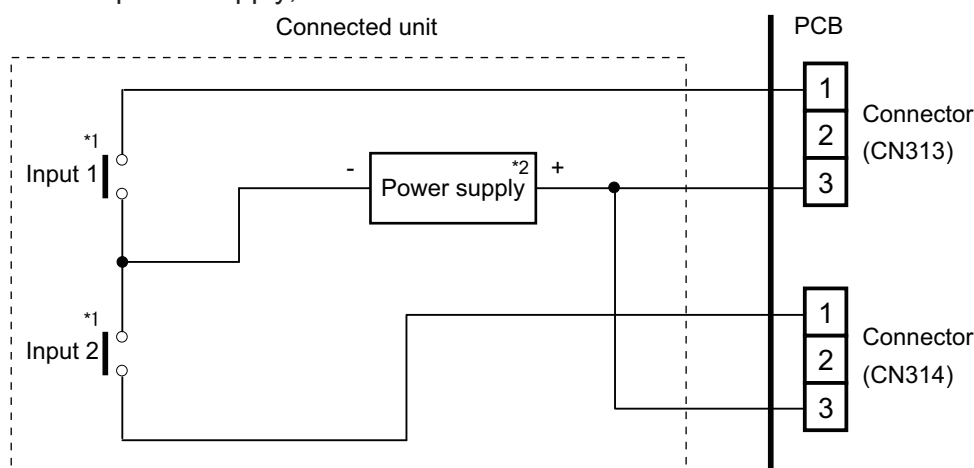 Connected unit
PCB
1
2
3
Connector
(CN313)
*1
Input 1
-
*2
Power supply
+
*1
Input 2
1
2
3
Connector
(CN314)